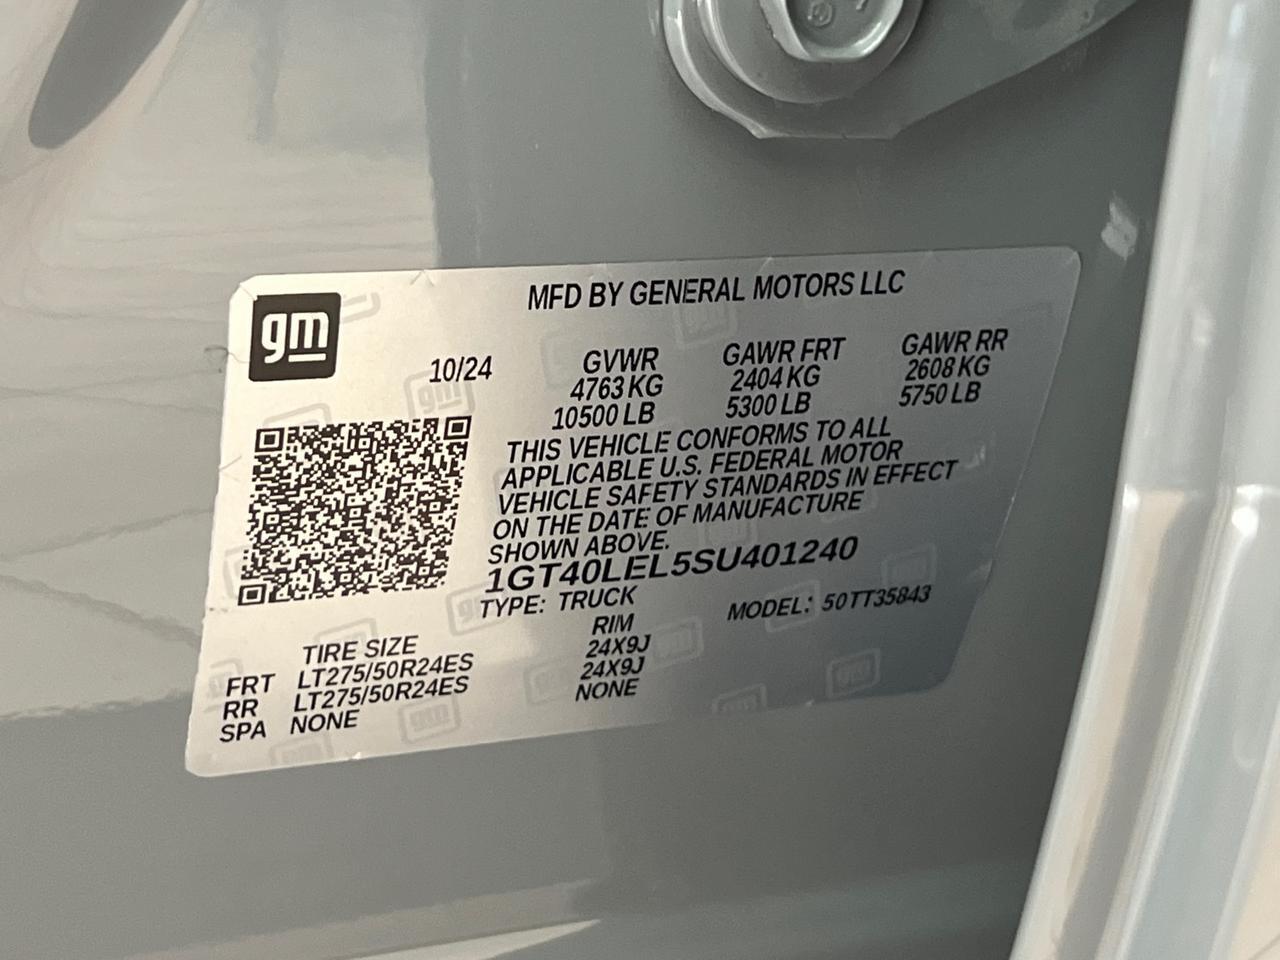 gm
MFD BY GENERAL MOTORS LLC
10/24 GVWR GAWR FRT GAWR RR
4763 KG 2404 KG 2608 KG
10500 LB 5300 LB 5750 LB
THIS VEHICLE CONFORMS TO ALL
APPLICABLE U.S. FEDERAL MOTOR
VEHICLE SAFETY STANDARDS IN EFFECT
ON THE DATE OF MANUFACTURE
SHOWN ABOVE.
1GT40LEL5SU401240
TYPE: TRUCK MODEL: 50TT35843
TIRE SIZE RIM
FRT LT275/50R24ES 24X9J
RR LT275/50R24ES 24X9J
SPA NONE NONE